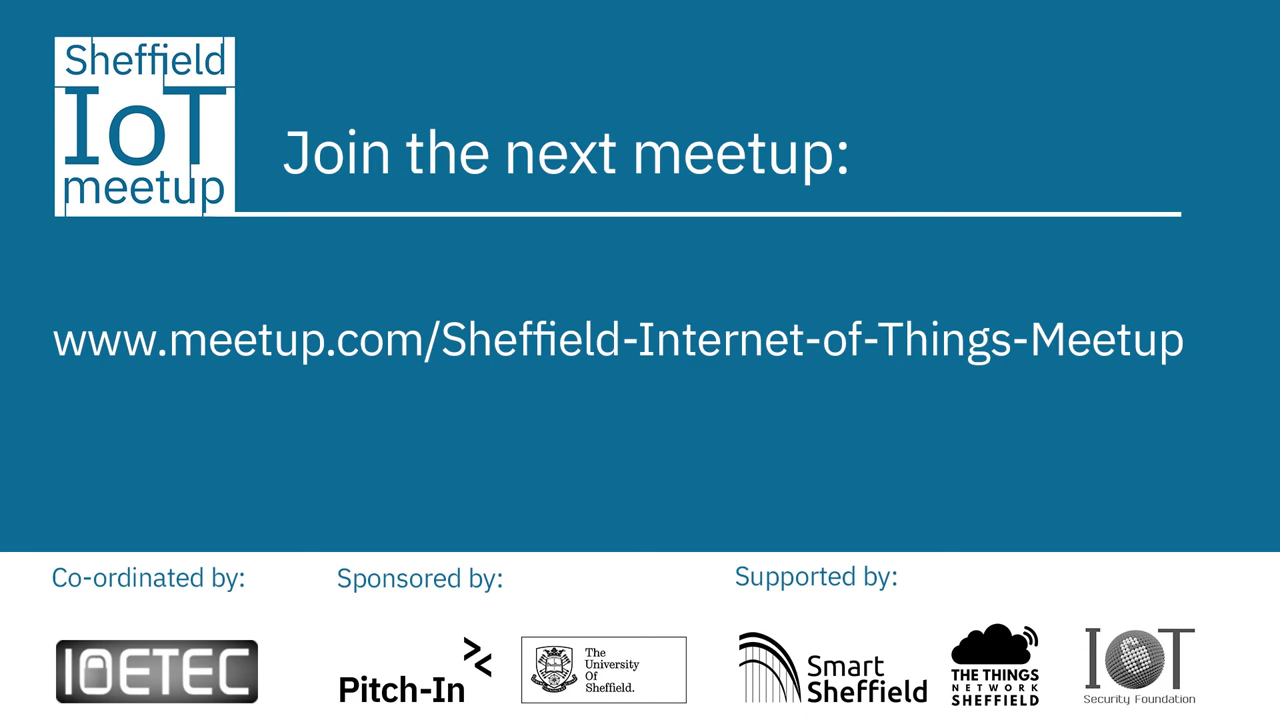 Sheffield
IoT
meetup
Join the next meetup:
www.meetup.com/Sheffield-Internet-of-Things-Meetup
Co-ordinated by:
Sponsored by:
Supported by:
IOETEC
Pitch-In
The
University
Of
Sheffield.
Smart
Sheffield
THE THINGS
NETWORK
SHEFFIELD
IOT
Security Foundation